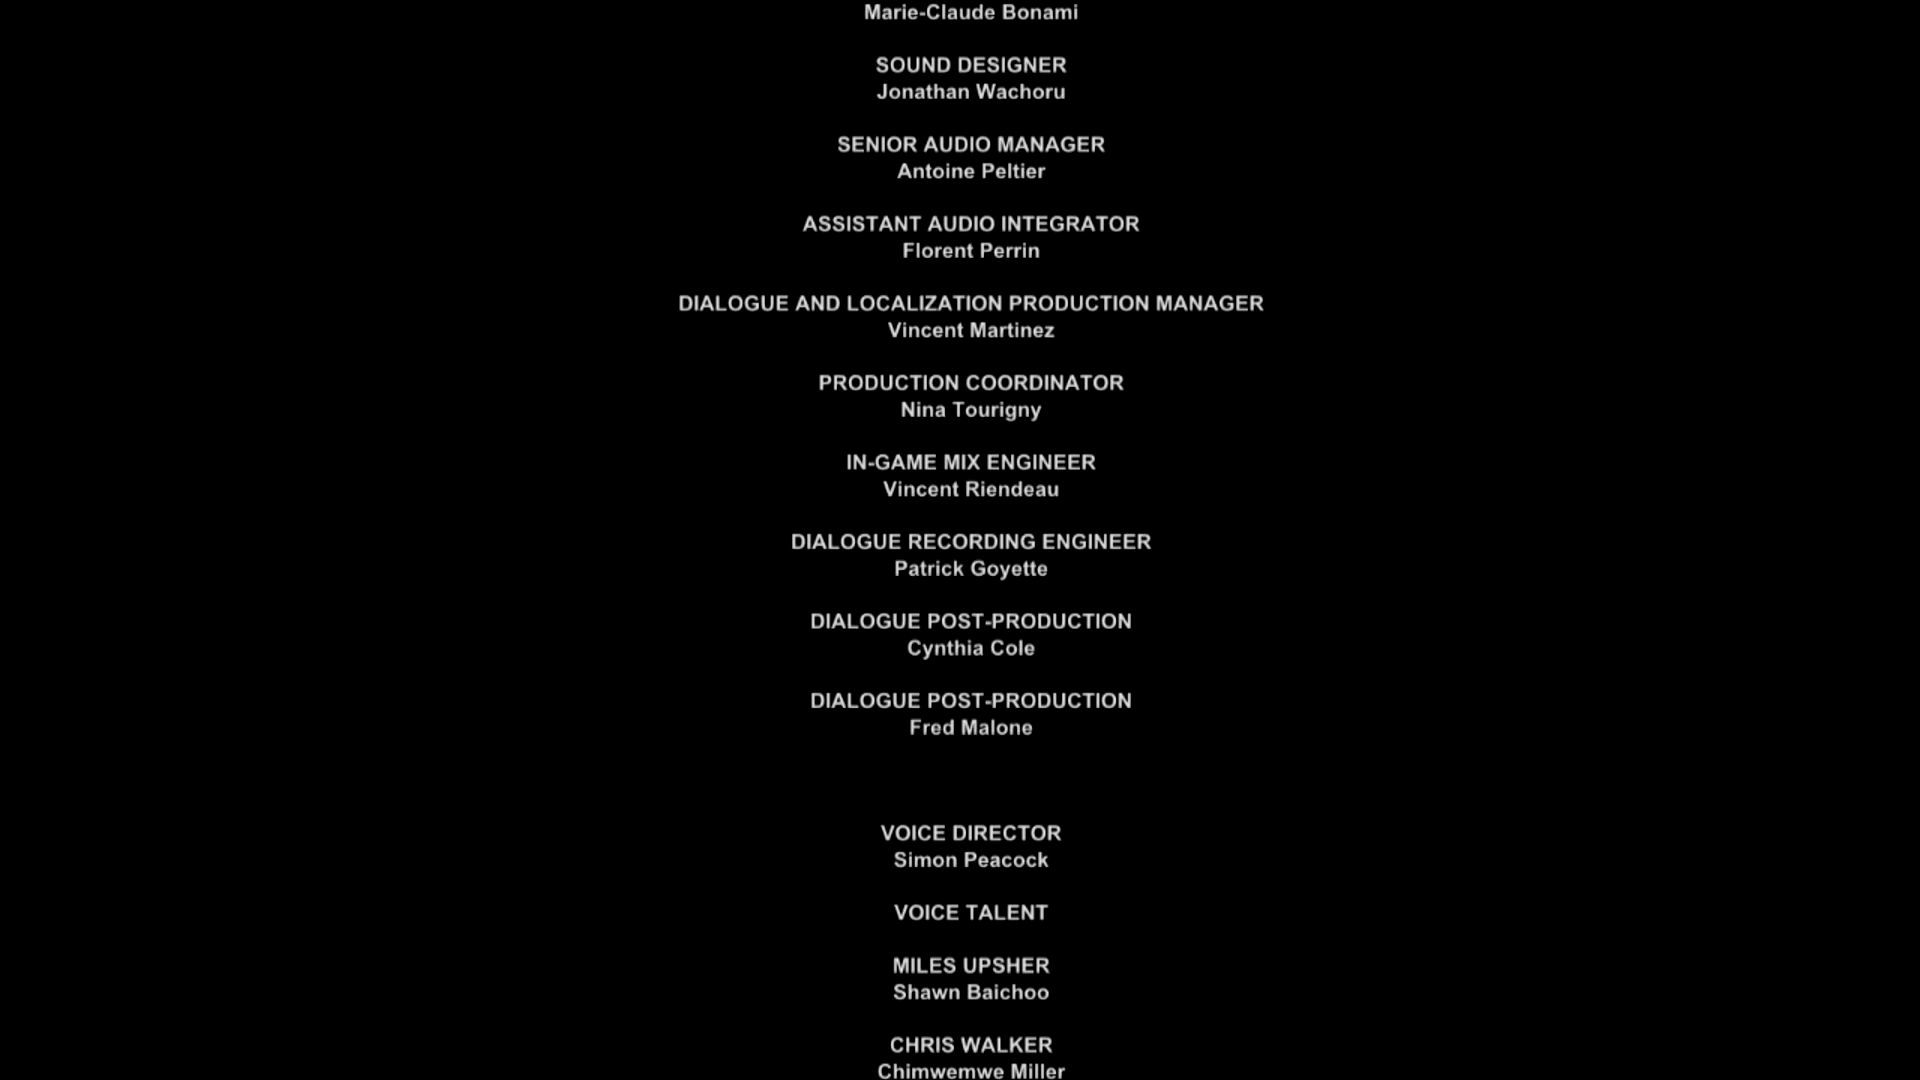 Marie-Claude Bonami
SOUND DESIGNER
Jonathan Wachoru
SENIOR AUDIO MANAGER
Antoine Peltier
ASSISTANT AUDIO INTEGRATOR
Florent Perrin
DIALOGUE AND LOCALIZATION PRODUCTION MANAGER
Vincent Martinez
PRODUCTION COORDINATOR
Nina Tourigny
IN-GAME MIX ENGINEER
Vincent Riendeau
DIALOGUE RECORDING ENGINEER
Patrick Goyette
DIALOGUE POST-PRODUCTION
Cynthia Cole
DIALOGUE POST-PRODUCTION
Fred Malone
VOICE DIRECTOR
Simon Peacock
VOICE TALENT
MILES UPSHER
Shawn Baichoo
CHRIS WALKER
Chimwemwe Miller